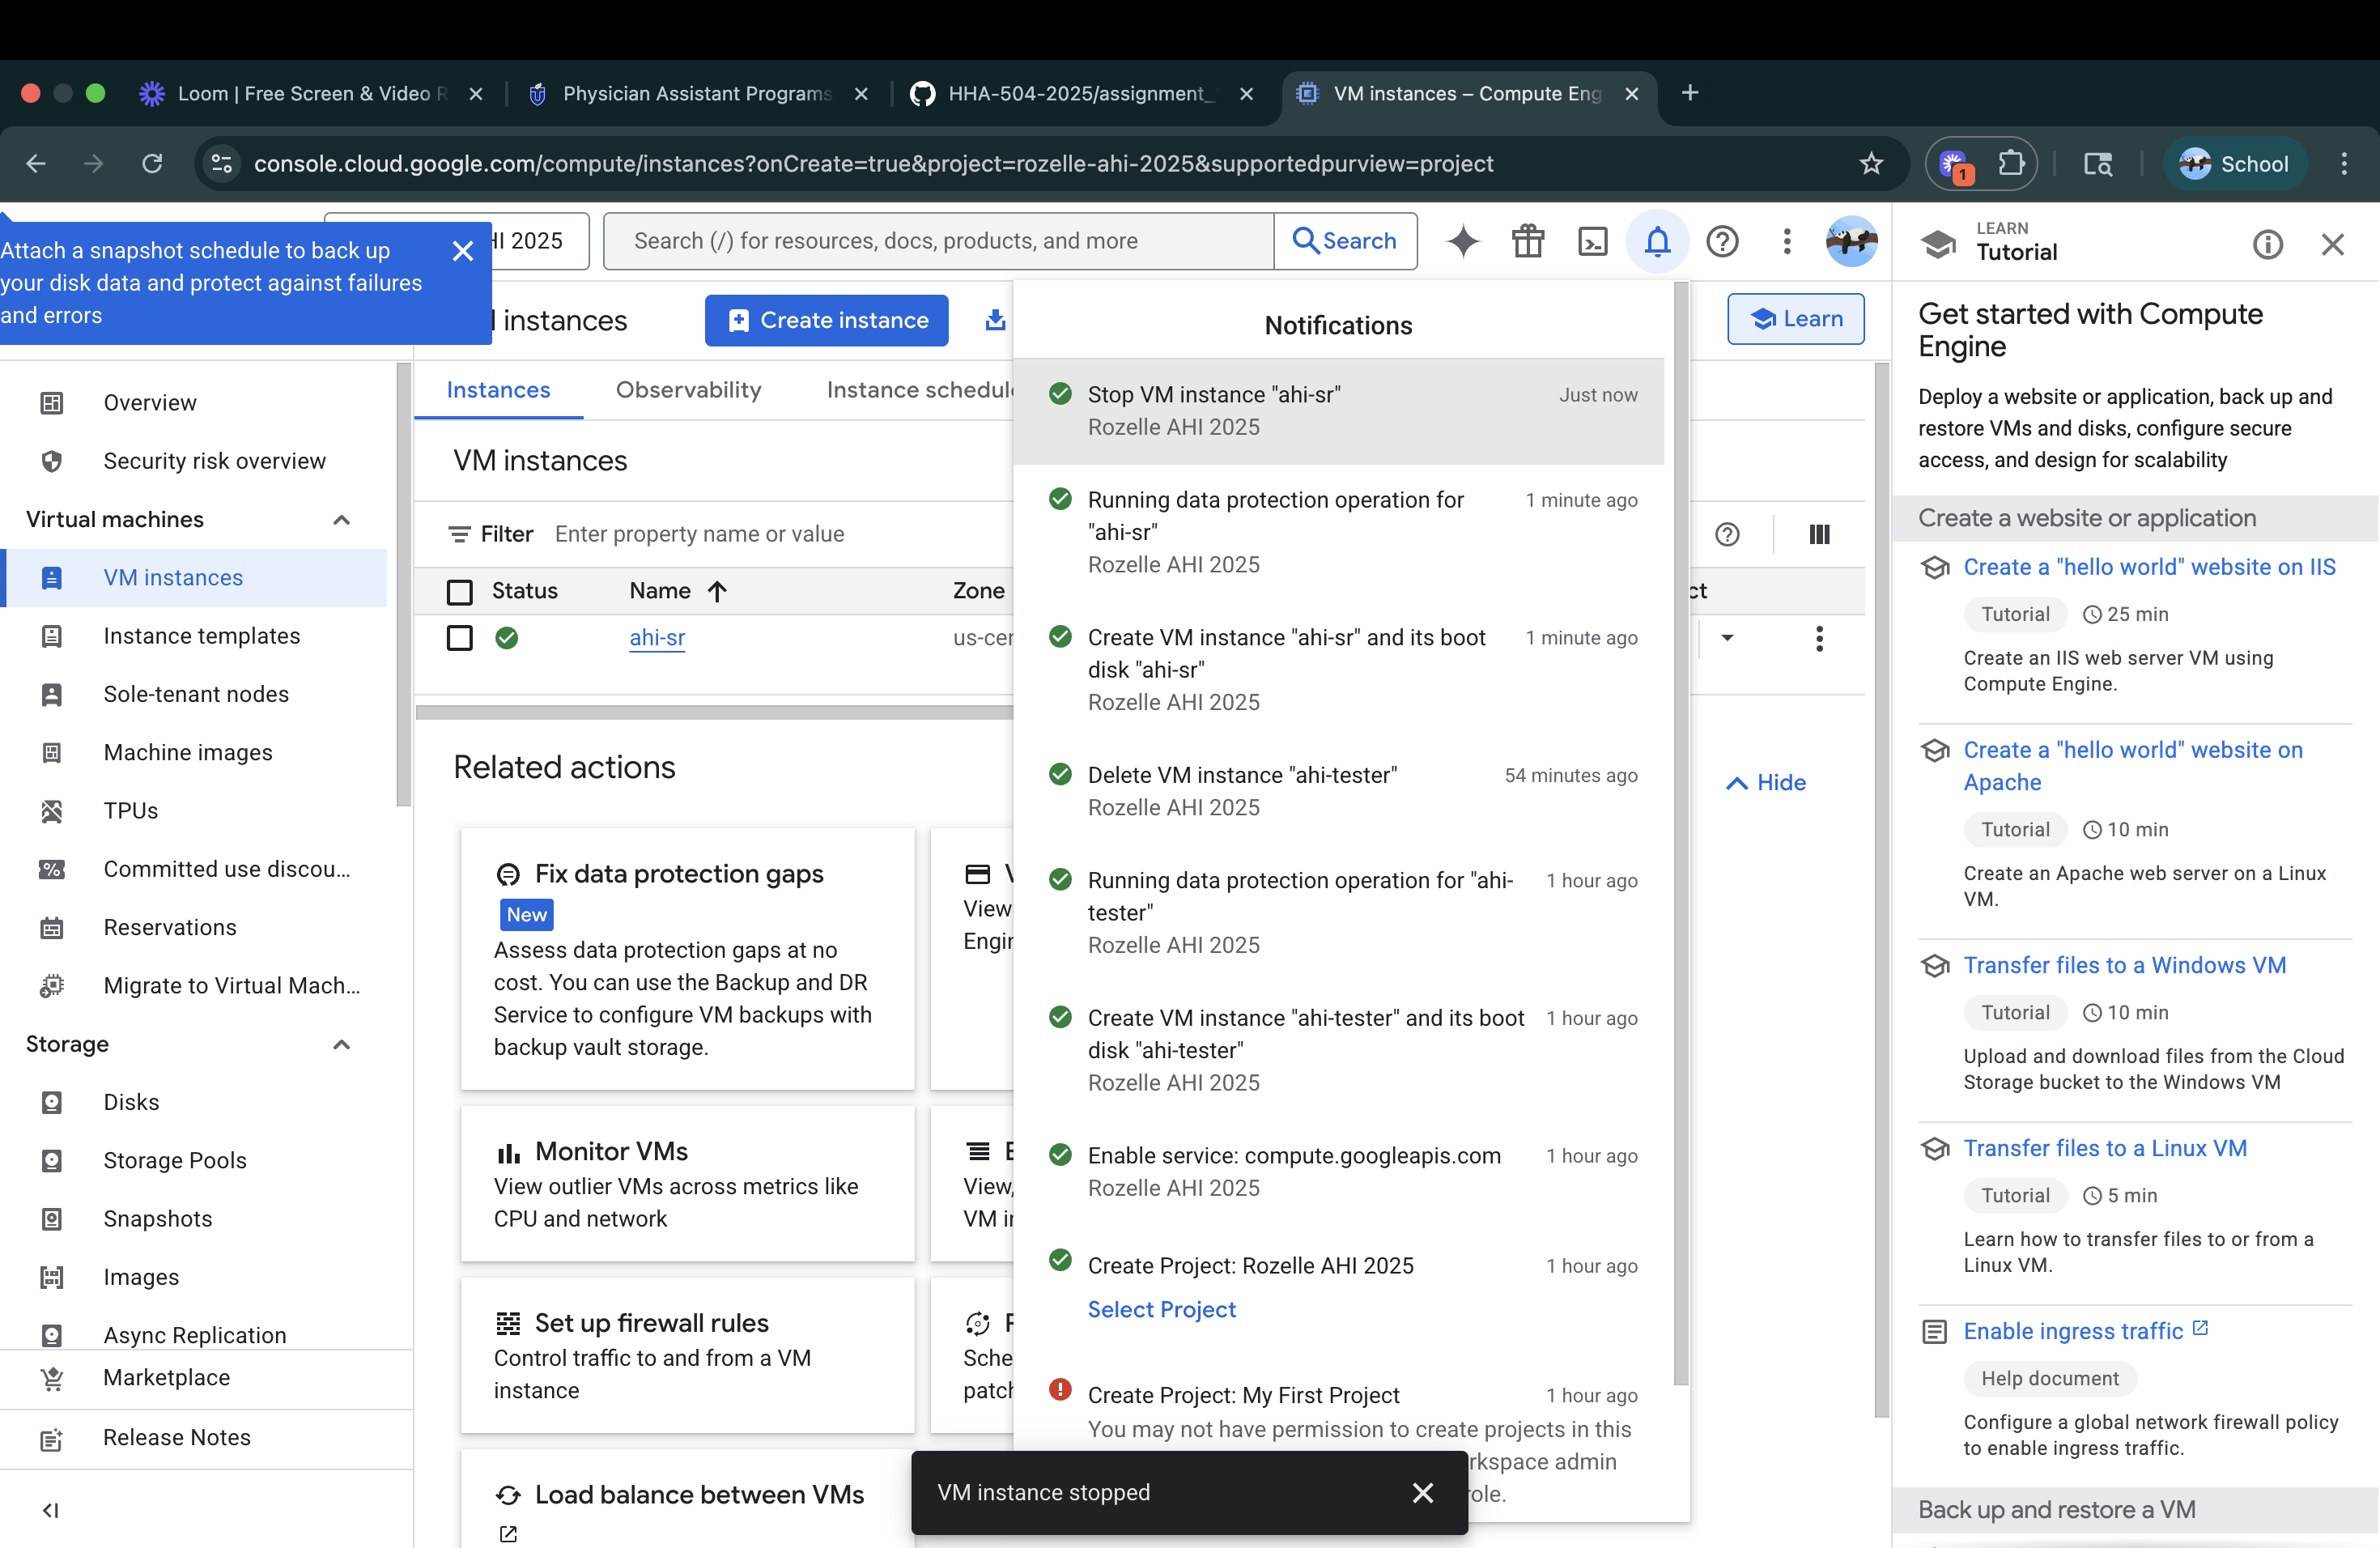 Loom | Free Screen & Video R
Physician Assistant Programs
HHA-504-2025/assignment_
VM instances – Compute Eng
console.cloud.google.com/compute/instances?onCreate=true&project=rozelle-ahi-2025&supportedpurview=project
1
School
Attach a snapshot schedule to back up
your disk data and protect against failures
and errors
HI 2025
Search (/) for resources, docs, products, and more
Search
instances
Create instance
Learn
Overview
Security risk overview
Virtual machines
VM instances
Instance templates
Sole-tenant nodes
Machine images
TPUs
Committed use discou...
Reservations
Migrate to Virtual Mach...
Storage
Disks
Storage Pools
Snapshots
Images
Async Replication
Marketplace
Release Notes
Instances
Observability
Instance schedul
VM instances
Filter
Enter property name or value
Status
Name
Zone
ct
ahi-sr
us-cen
Related actions
Hide
Fix data protection gaps
New
Assess data protection gaps at no
cost. You can use the Backup and DR
Service to configure VM backups with
backup vault storage.
View
Engin
Monitor VMs
View outlier VMs across metrics like
CPU and network
View,
VM in
Set up firewall rules
Control traffic to and from a VM
instance
Sche
patch
Load balance between VMs
Notifications
Stop VM instance "ahi-sr"
Just now
Rozelle AHI 2025
Running data protection operation for
"ahi-sr"
1 minute ago
Rozelle AHI 2025
Create VM instance "ahi-sr" and its boot
disk "ahi-sr"
1 minute ago
Rozelle AHI 2025
Delete VM instance "ahi-tester"
54 minutes ago
Rozelle AHI 2025
Running data protection operation for "ahi-
tester"
1 hour ago
Rozelle AHI 2025
Create VM instance "ahi-tester" and its boot
disk "ahi-tester"
1 hour ago
Rozelle AHI 2025
Enable service: compute.googleapis.com
1 hour ago
Rozelle AHI 2025
Create Project: Rozelle AHI 2025
1 hour ago
Select Project
Create Project: My First Project
1 hour ago
You may not have permission to create projects in this
rkspace admin
role.
VM instance stopped
LEARN
Tutorial
Get started with Compute
Engine
Deploy a website or application, back up and
restore VMs and disks, configure secure
access, and design for scalability
Create a website or application
Create a "hello world" website on IIS
Tutorial
25 min
Create an IIS web server VM using
Compute Engine.
Create a "hello world" website on
Apache
Tutorial
10 min
Create an Apache web server on a Linux
VM.
Transfer files to a Windows VM
Tutorial
10 min
Upload and download files from the Cloud
Storage bucket to the Windows VM
Transfer files to a Linux VM
Tutorial
5 min
Learn how to transfer files to or from a
Linux VM.
Enable ingress traffic
Help document
Configure a global network firewall policy
to enable ingress traffic.
Back up and restore a VM